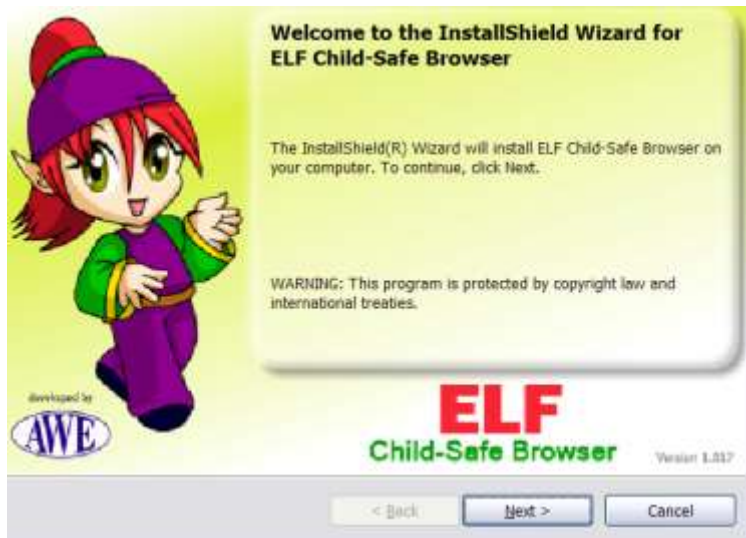 Welcome to the InstallShield Wizard for
ELF Child-Safe Browser
The InstallShield(R) Wizard will install ELF Child-Safe Browser on
your computer. To continue, click Next.
WARNING: This program is protected by copyright law and
international treaties.
developed by
AWE
ELF
Child-Safe Browser
Version 1.017
< Back
Next >
Cancel